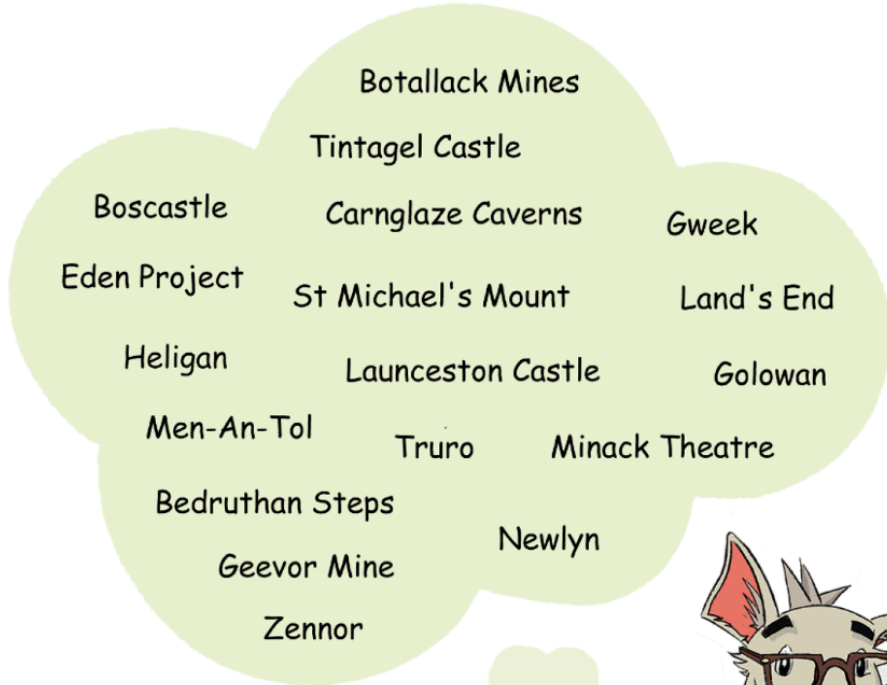 Botallack Mines
Tintagel Castle
Boscastle
Carnglaze Caverns
Gweek
Eden Project
St Michael's Mount
Land's End
Heligan
Launceston Castle
Golowan
Men-An-Tol
Truro
Minack Theatre
Bedruthan Steps
Newlyn
Geevor Mine
Zennor